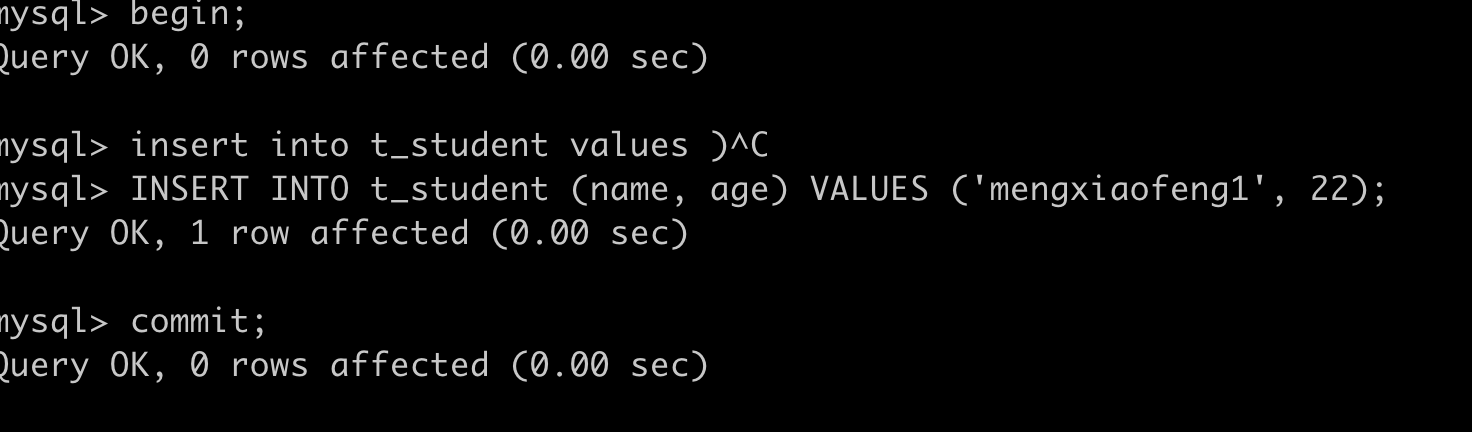 mysql> begin;
Query OK, 0 rows affected (0.00 sec)
mysql> insert into t_student values )^C
mysql> INSERT INTO t_student (name, age) VALUES ('mengxiaofeng1', 22);
Query OK, 1 row affected (0.00 sec)
mysql> commit;
Query OK, 0 rows affected (0.00 sec)